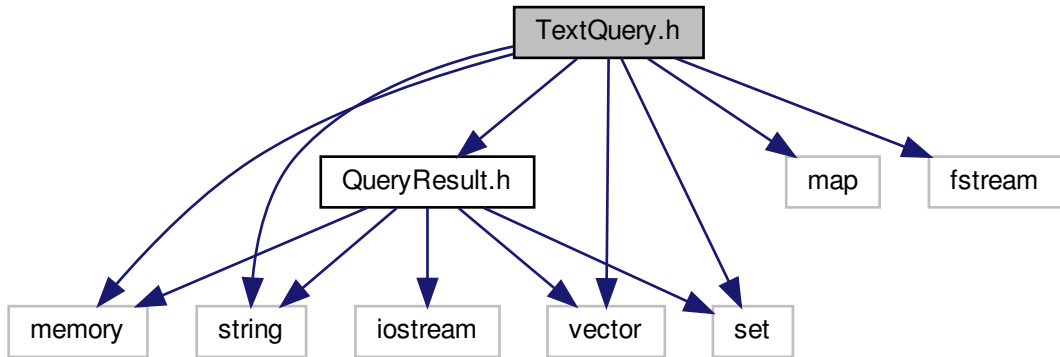 TextQuery.h
QueryResult.h
map
fstream
memory
string
iostream
vector
set